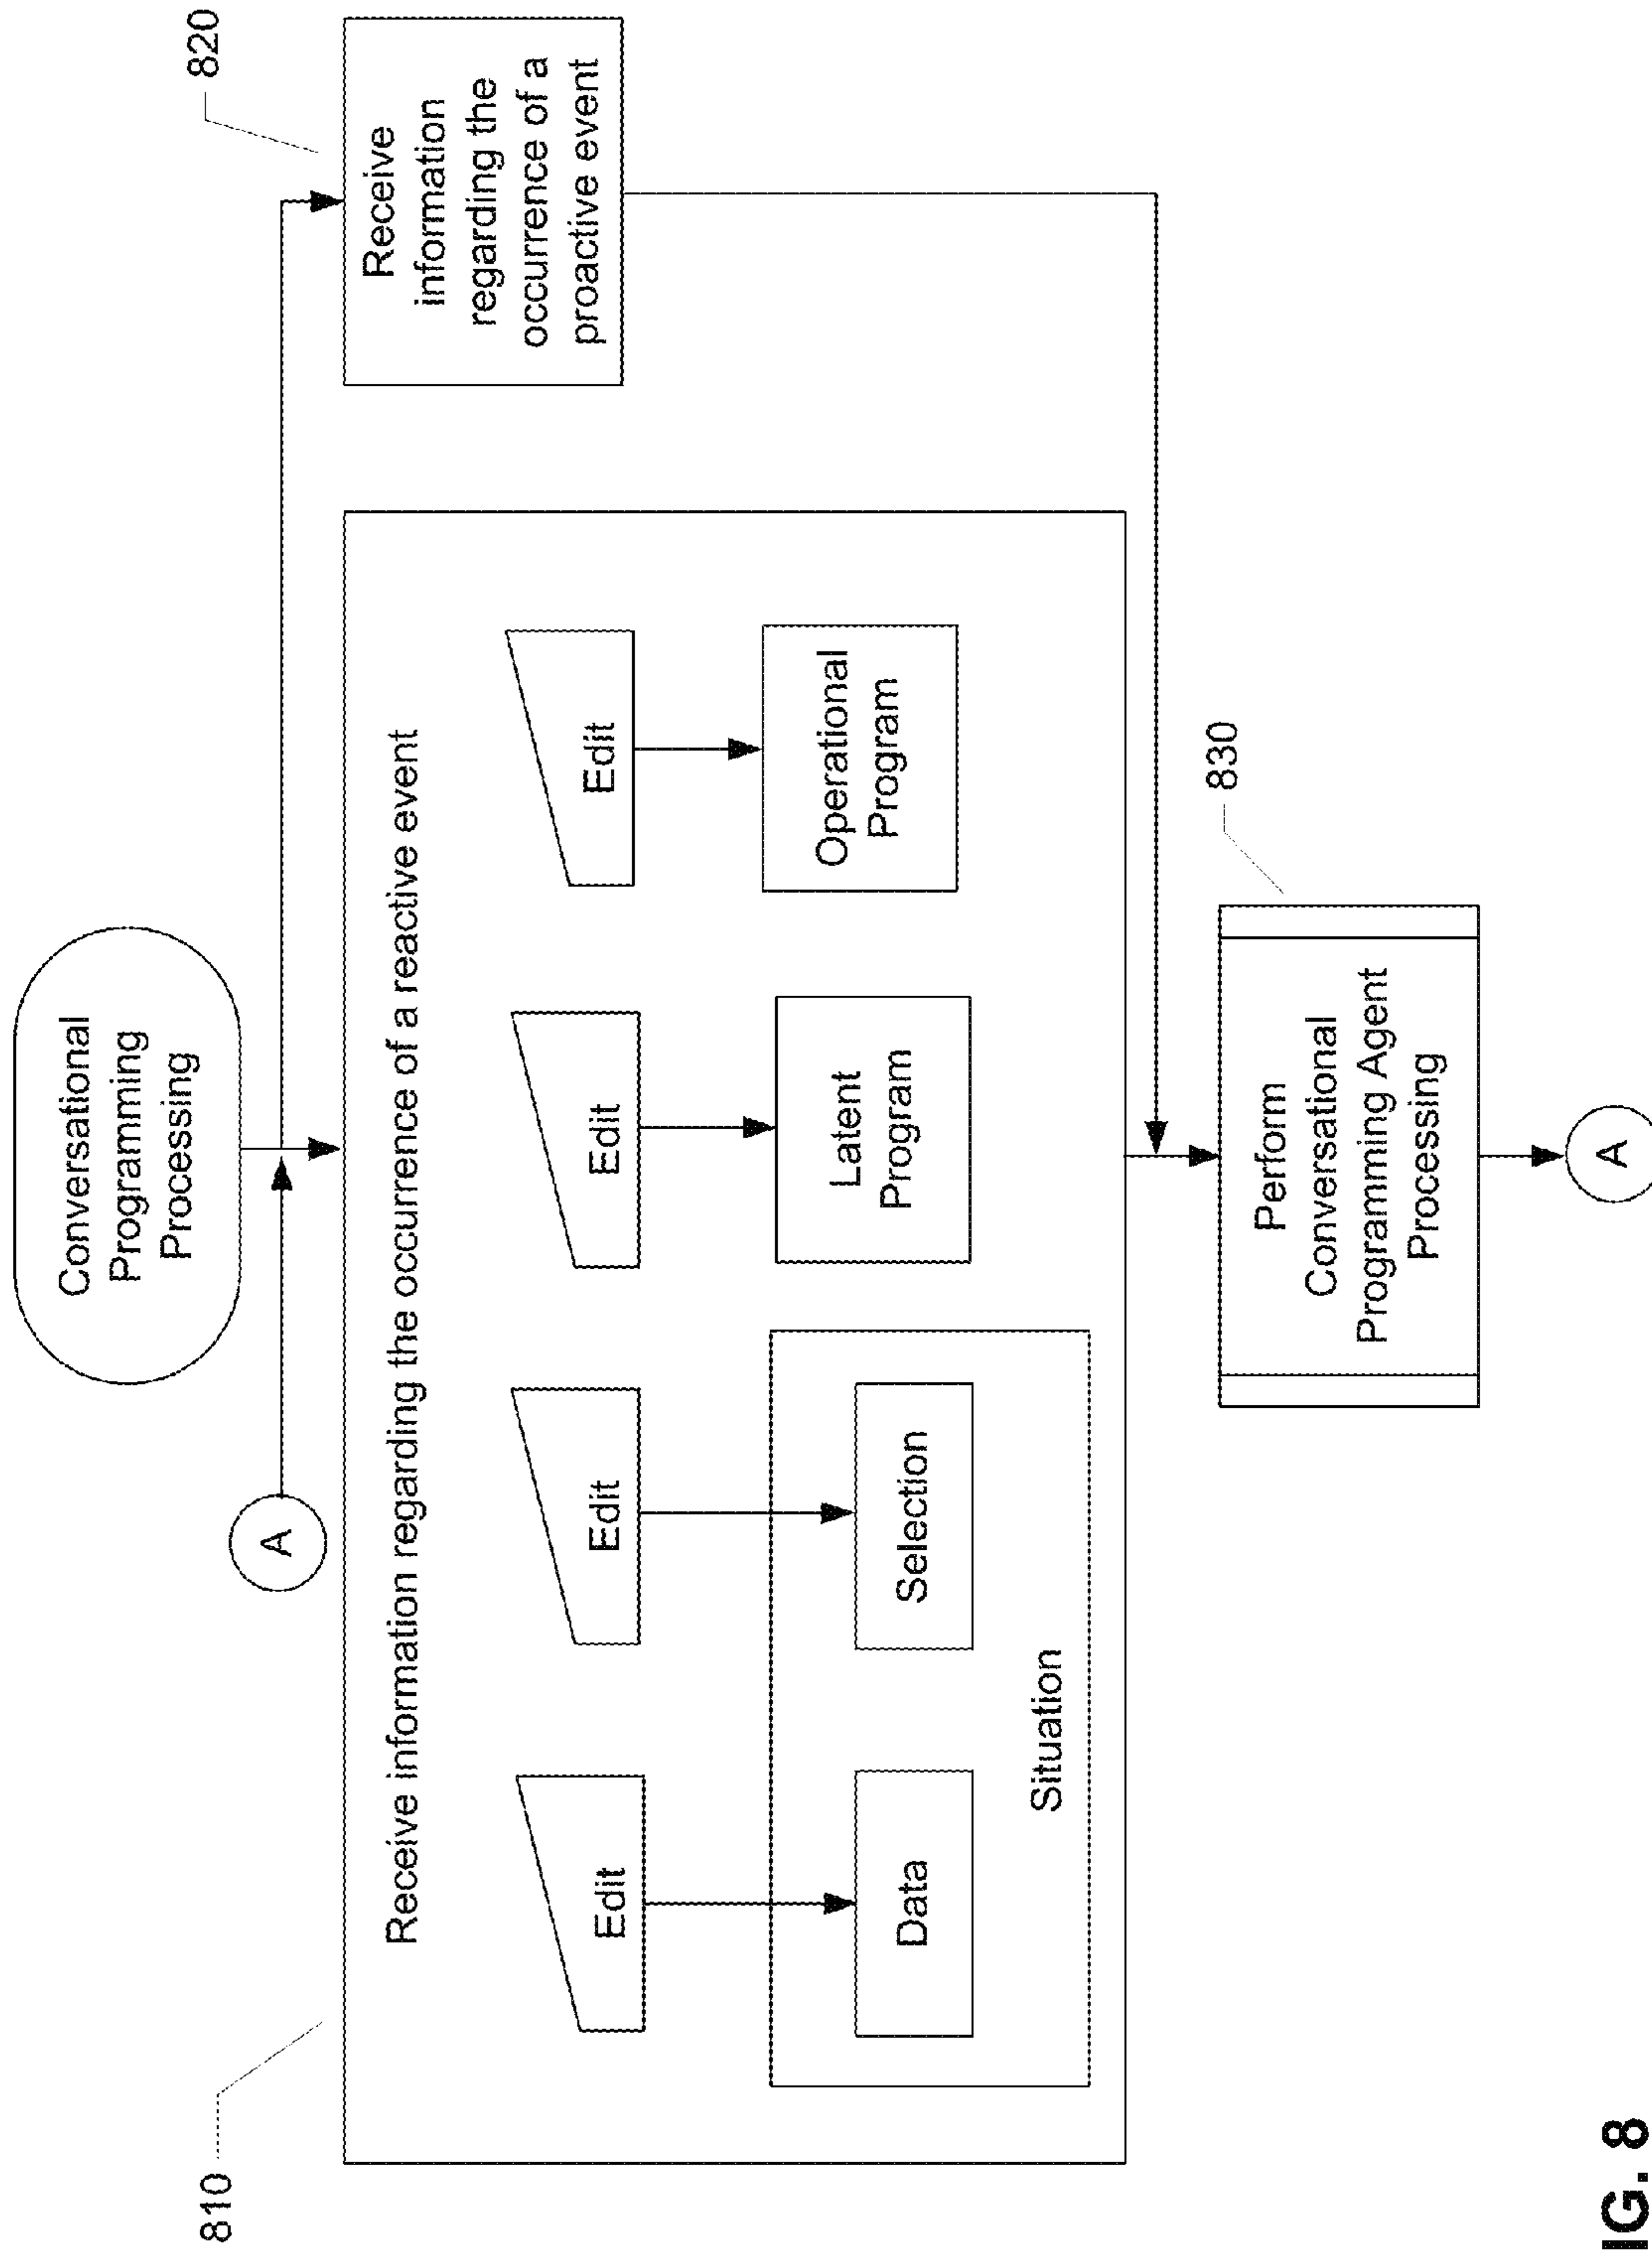 Conversational
Programming
Processing
A
810
820
Receive information regarding the occurrence of a reactive event
Edit
Edit
Edit
Edit
Data
Selection
Situation
Latent
Program
Operational
Program
Receive
information
regarding the
occurrence of a
proactive event
830
Perform
Conversational
Programming Agent
Processing
A
IG. 8